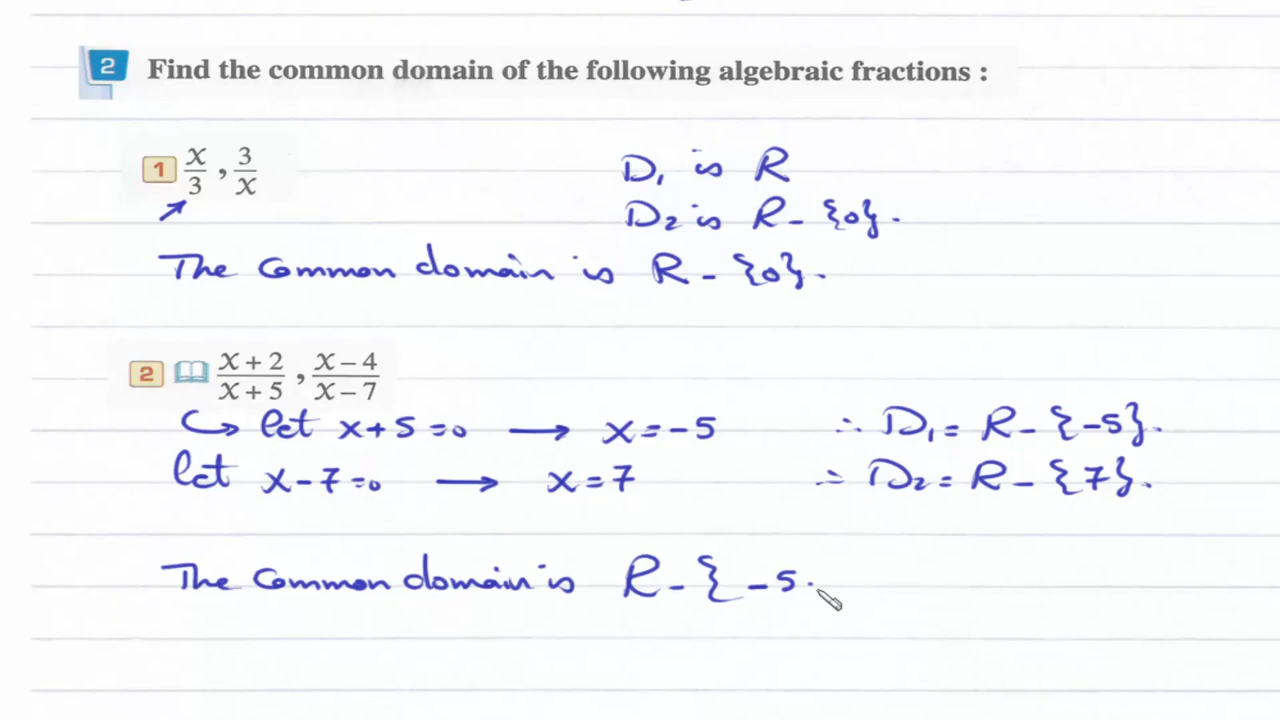 2 Find the common domain of the following algebraic fractions :
1 x/3 , 3/x
D₁ is R
D₂ is R - {0}.
The common domain is R - {0}.
2 x + 2/x + 5 , x - 4/x - 7
let x+5=0 → x=-5 ∴ D₁ = R - {-5}.
let x-7=0 → x=7 ∴ D₂ = R - {7}.
The common domain is R - { -5